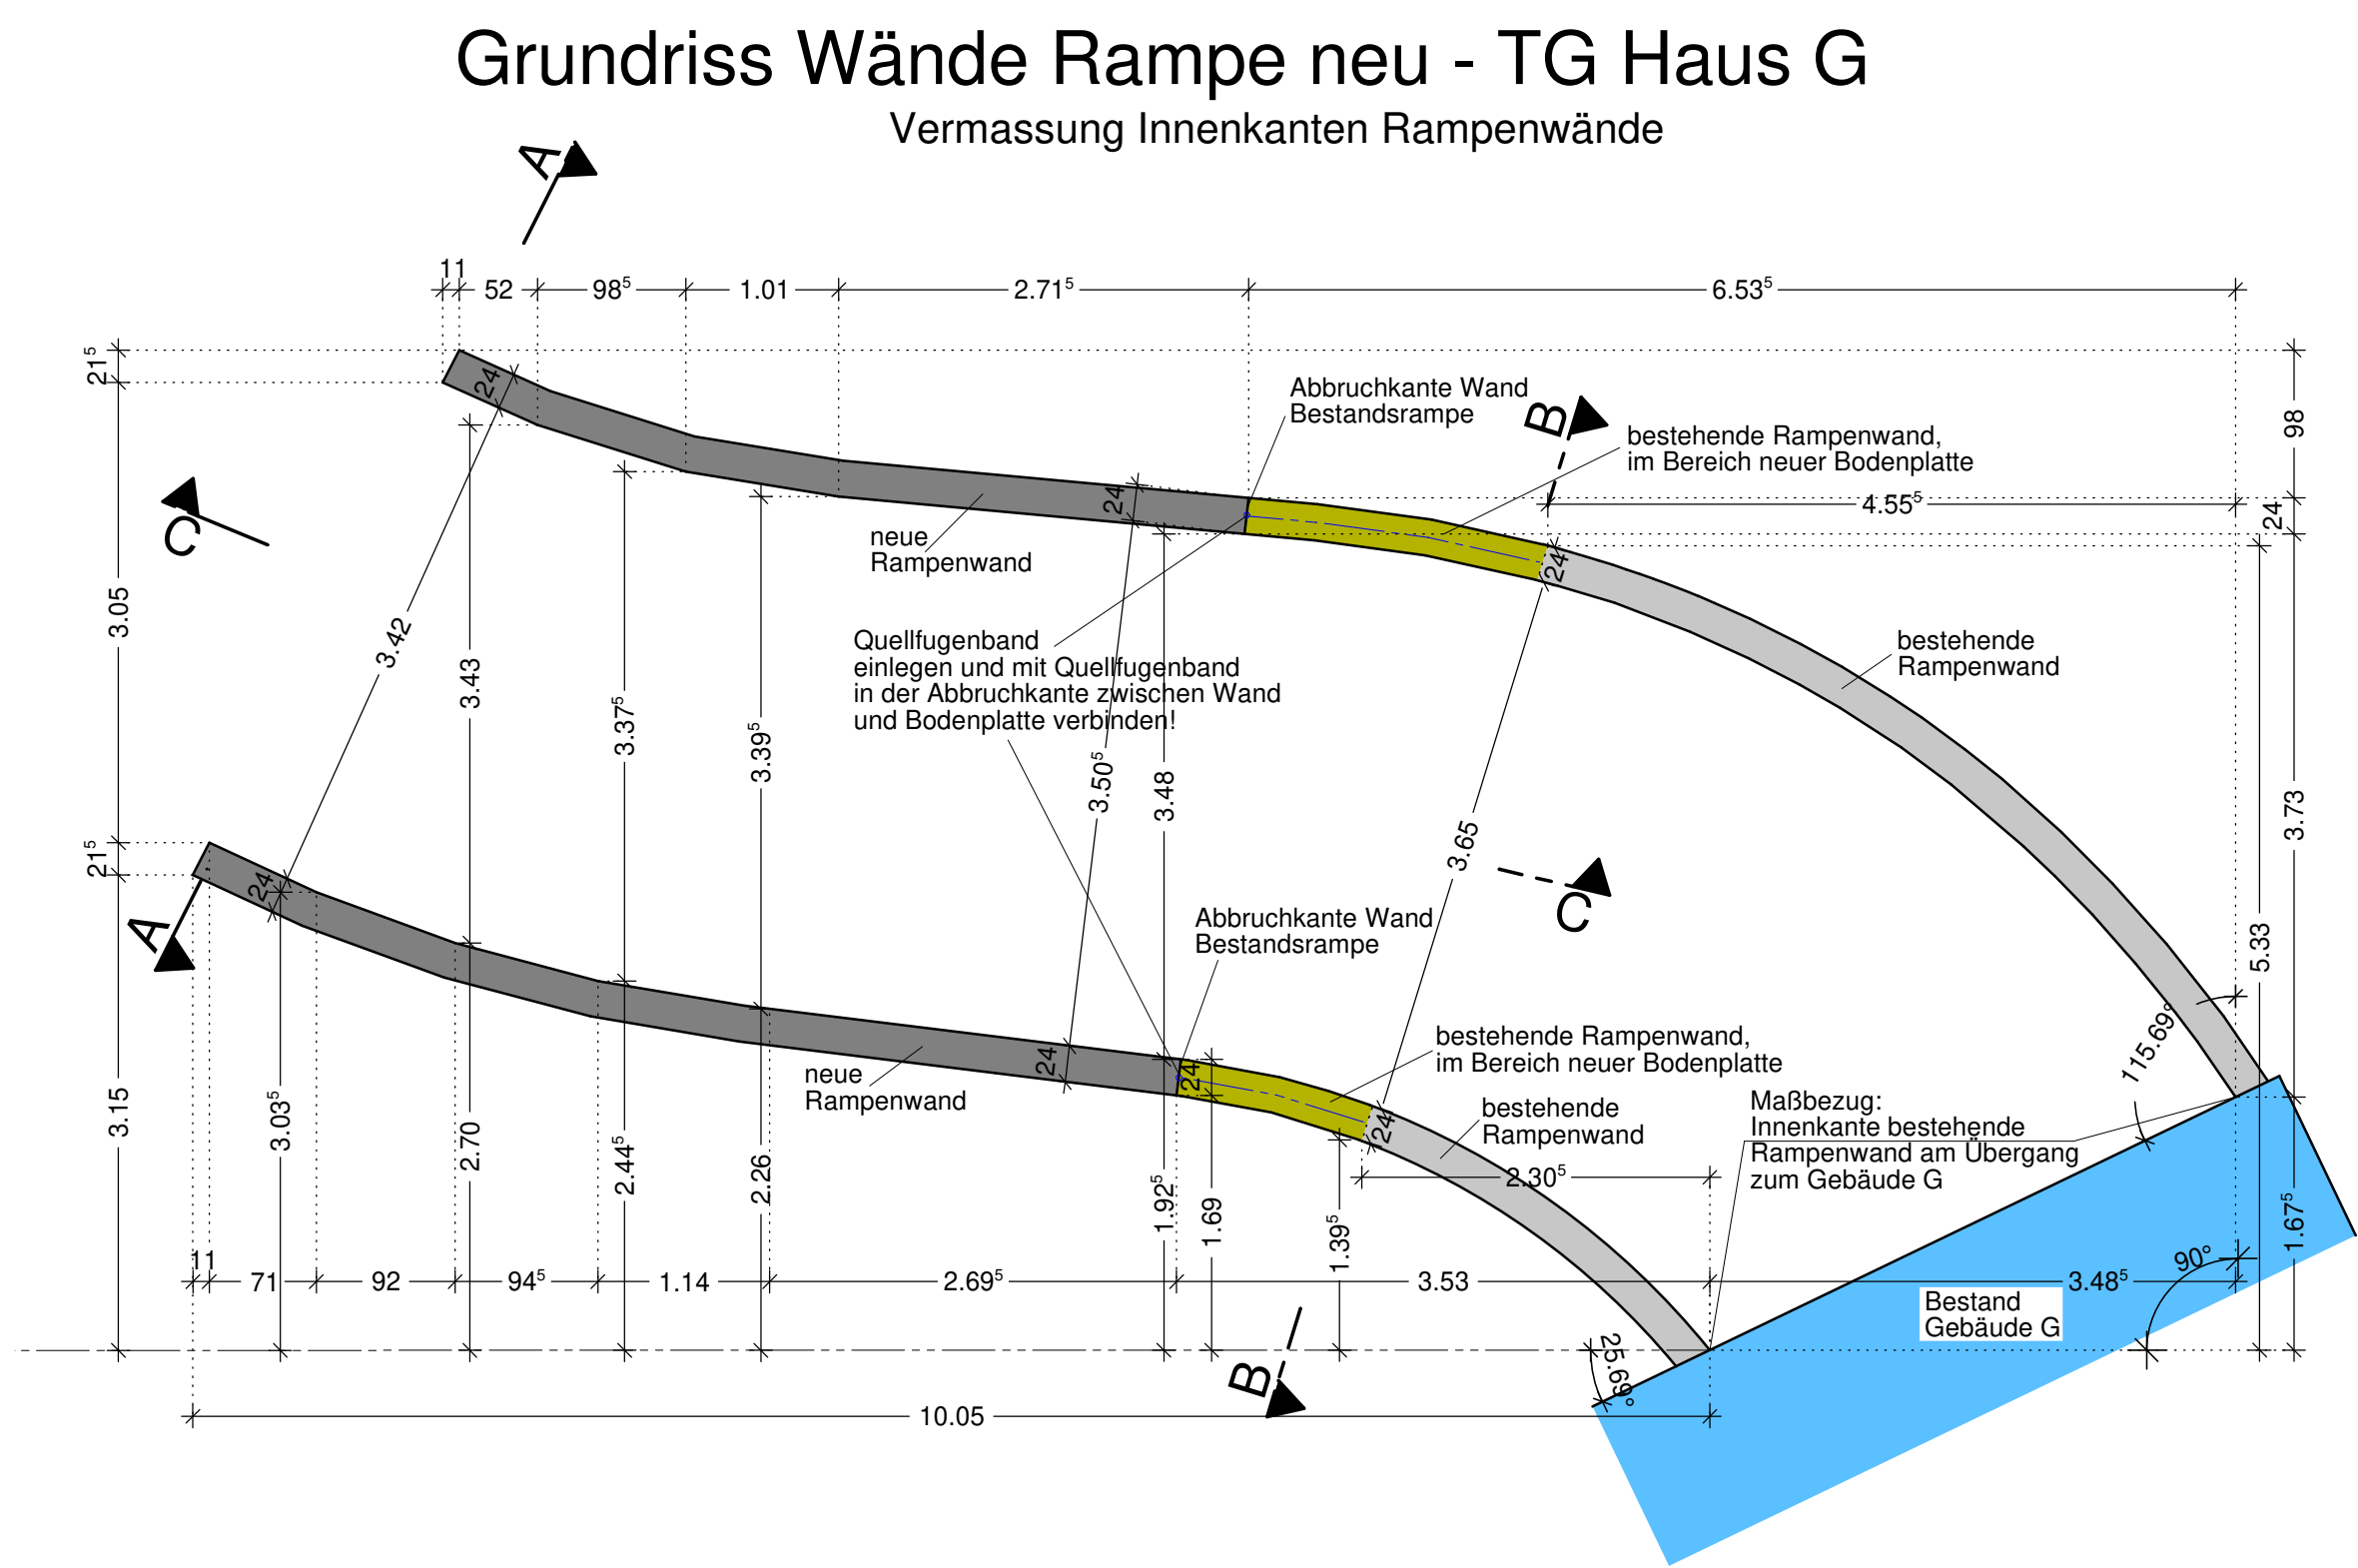 Grundriss Wände Rampe neu - TG Haus G
Vermassung Innenkanten Rampenwände
A
11
52
98⁵
1.01
2.71⁵
6.53⁵
21⁵
24
Abbruchkante Wand
Bestandsrampe
B
bestehende Rampenwand,
im Bereich neuer Bodenplatte
98
4.55⁵
24
C
24
neue
Rampenwand
24
3.05
3.42
3.43
3.37⁵
3.39⁵
Quellfugenband
einlegen und mit Quellfugenband
in der Abbruchkante zwischen Wand
und Bodenplatte verbinden!
3.50⁵
3.48
3.65
bestehende
Rampenwand
3.73
5.33
21⁵
24
A
C
Abbruchkante Wand
Bestandsrampe
24
24
neue
Rampenwand
bestehende Rampenwand,
im Bereich neuer Bodenplatte
24
bestehende
Rampenwand
115.69°
Maßbezug:
Innenkante bestehende
Rampenwand am Übergang
zum Gebäude G
3.15
3.03⁵
2.70
2.44⁵
2.26
1.92⁵
1.69
1.39⁵
2.30⁵
1.67⁵
90°
11
71
92
94⁵
1.14
2.69⁵
3.53
3.48⁵
Bestand
Gebäude G
B
25.69°
10.05